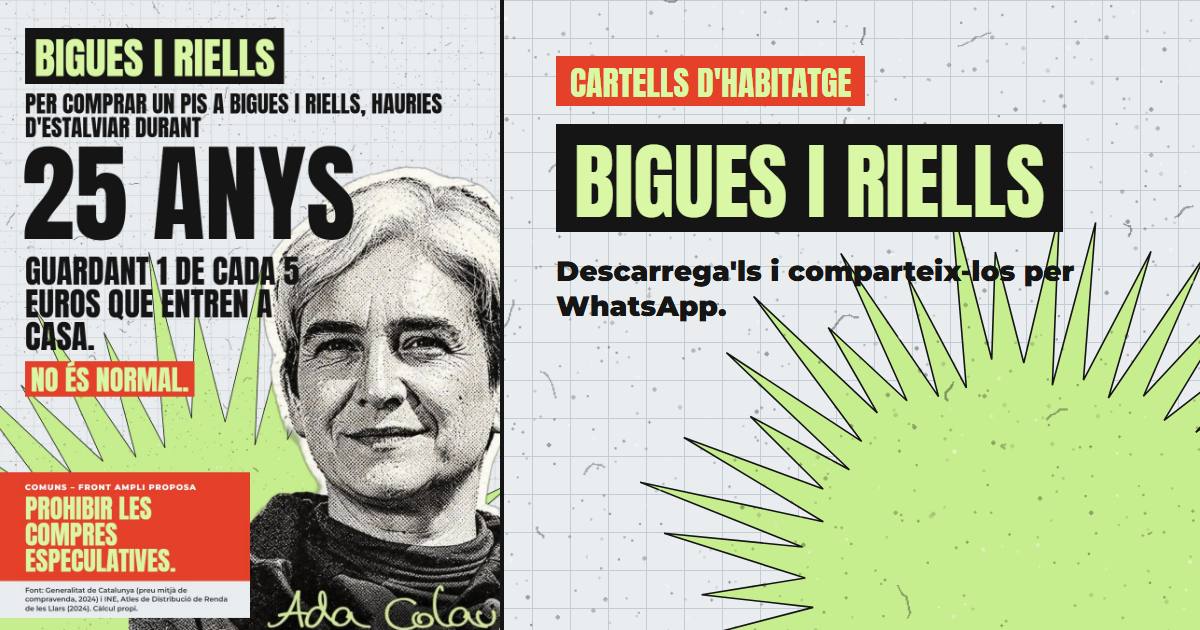 BIGUES I RIELLS
PER COMPRAR UN PIS A BIGUES I RIELLS, HAURIES
D'ESTALVIAR DURANT
25 ANYS
GUARDANT 1 DE CADA 5
EUROS QUE ENTREN A
CASA.
NO ÉS NORMAL.
COMUNS – FRONT AMPLI PROPOSA
PROHIBIR LES
COMPRES
ESPECULATIVES.
Font: Generalitat de Catalunya (preu mitjà de
compravenda, 2024) i INE, Atles de Distribució de Renda
de les Llars (2024). Càlcul propi.
Ada Colau
CARTELLS D'HABITATGE
BIGUES I RIELLS
Descarrega'ls i comparteix-los per
WhatsApp.